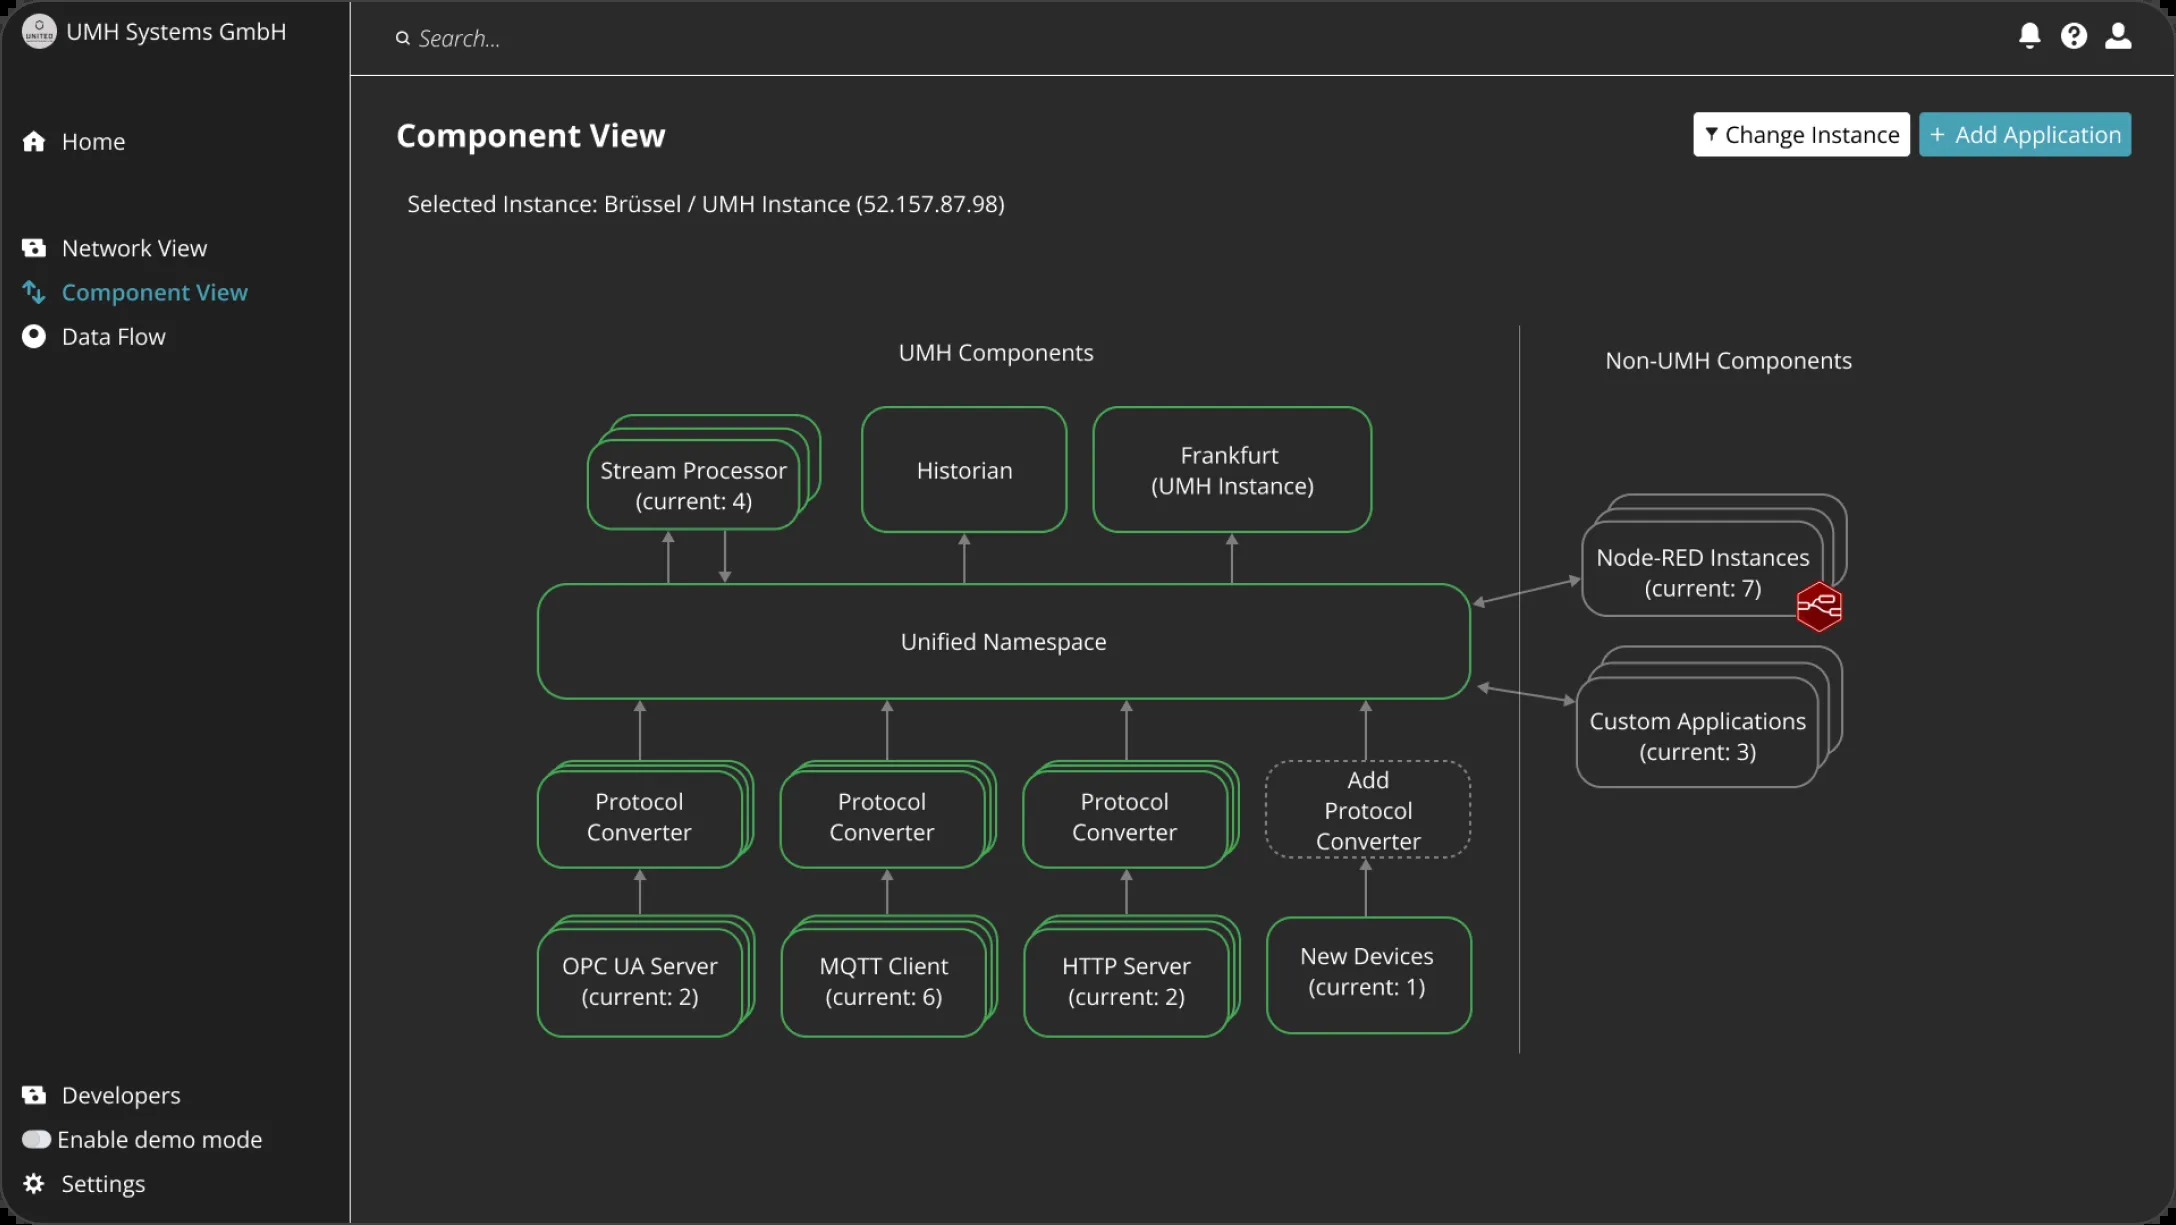 UNITED
UMH Systems GmbH
Search...
Home
Network View
Component View
Data Flow
Developers
Enable demo mode
Settings
Component View
Change Instance
+ Add Application
Selected Instance: Brüssel / UMH Instance (52.157.87.98)
UMH Components
Non-UMH Components
Stream Processor
(current: 4)
Historian
Frankfurt
(UMH Instance)
Node-RED Instances
(current: 7)
Unified Namespace
Custom Applications
(current: 3)
Protocol
Converter
Protocol
Converter
Protocol
Converter
Add
Protocol
Converter
OPC UA Server
(current: 2)
MQTT Client
(current: 6)
HTTP Server
(current: 2)
New Devices
(current: 1)